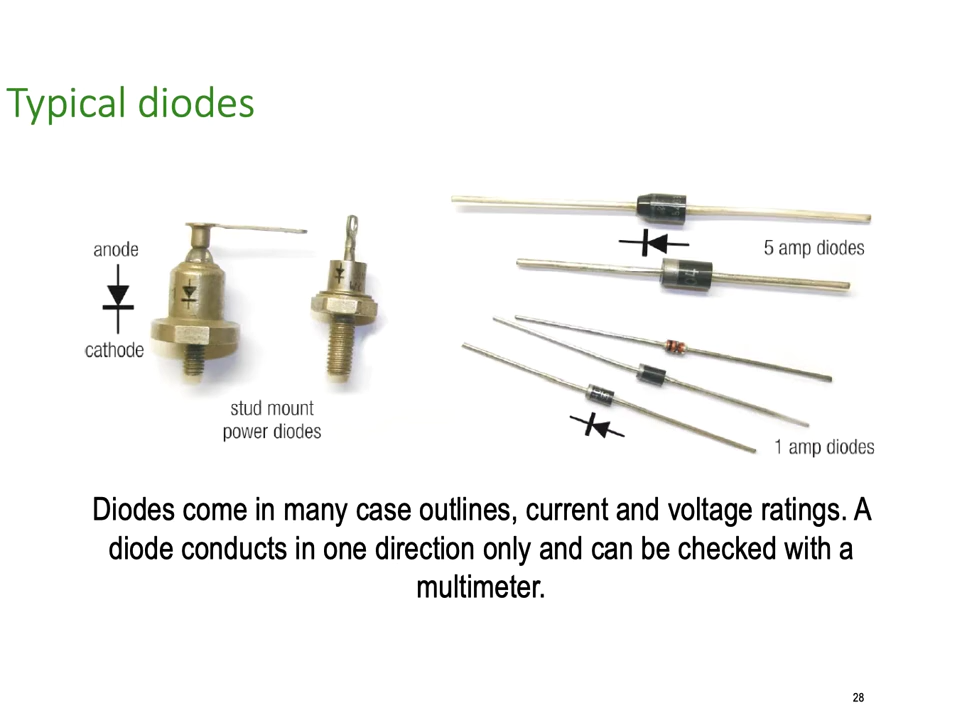 Typical diodes
anode
cathode
stud mount
power diodes
5 amp diodes
1 amp diodes
Diodes come in many case outlines, current and voltage ratings. A
diode conducts in one direction only and can be checked with a
multimeter.
28